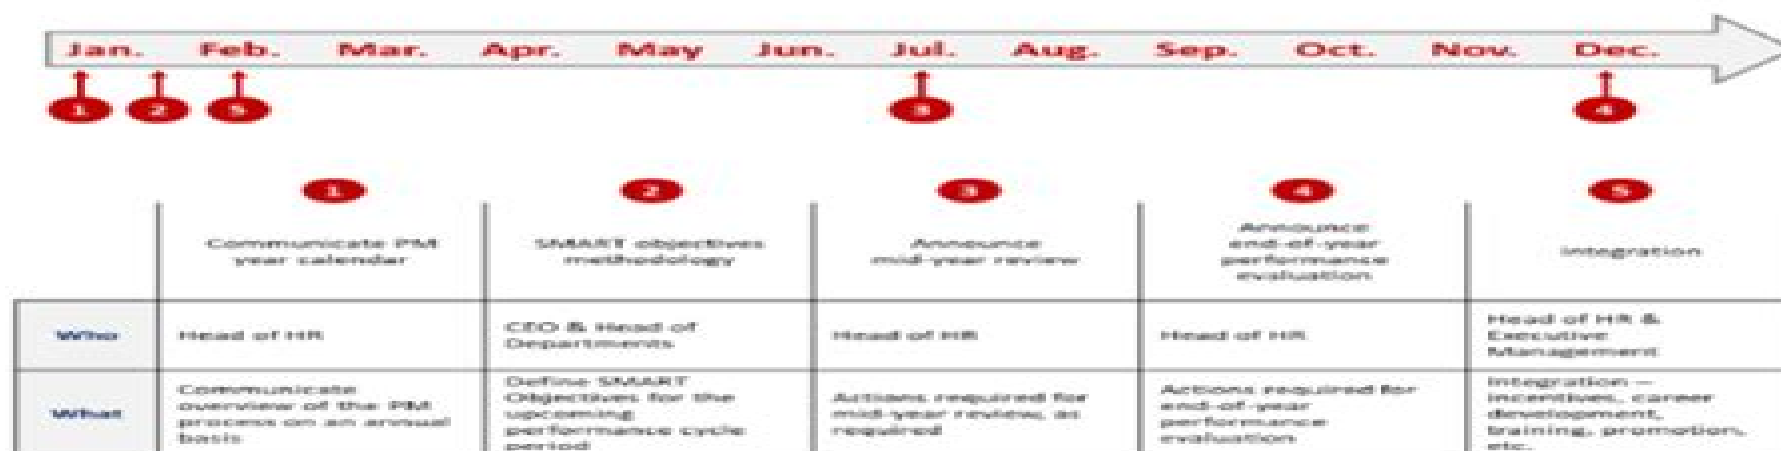 Jan. Feb. Mar. Apr. May Jun. Jul. Aug. Sep. Oct. Nov. Dec.
1 2 5 3 4
1 2 3 4 5
Communicate PM
year calendar
SMART objectives
methodology
Announce
mid-year review
Announce
end-of-year
performance
evaluation
Integration
Who
Head of HR
CEO & Head of
Departments
Head of HR
Head of HR
Head of HR &
Executive
Management
What
Communicate
overview of the PM
process on an annual
basis
Define SMART
Objectives for the
upcoming
performance cycle
period
Actions required for
mid-year review, as
required
Actions required for
end-of-year
performance
evaluation
Integration –
incentives, career
development,
training, promotion,
etc.